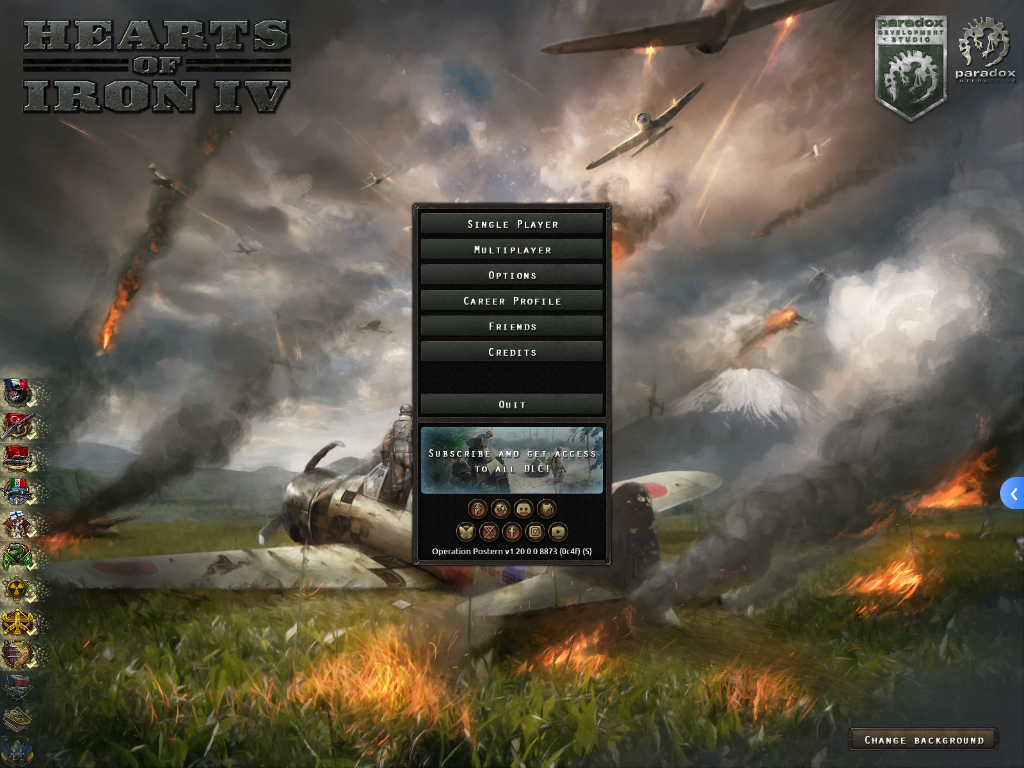 HEARTS
OF
IRON IV
paradox
DEVELOPMENT
STUDIO
paradox
INTERACTIVE
SINGLE PLAYER
MULTIPLAYER
OPTIONS
CAREER PROFILE
FRIENDS
CREDITS
QUIT
SUBSCRIBE AND GET ACCESS
TO ALL DLC!
Operation Postern v1 20 0 0 8873 (0c4f) (S)
CHANGE BACKGROUND